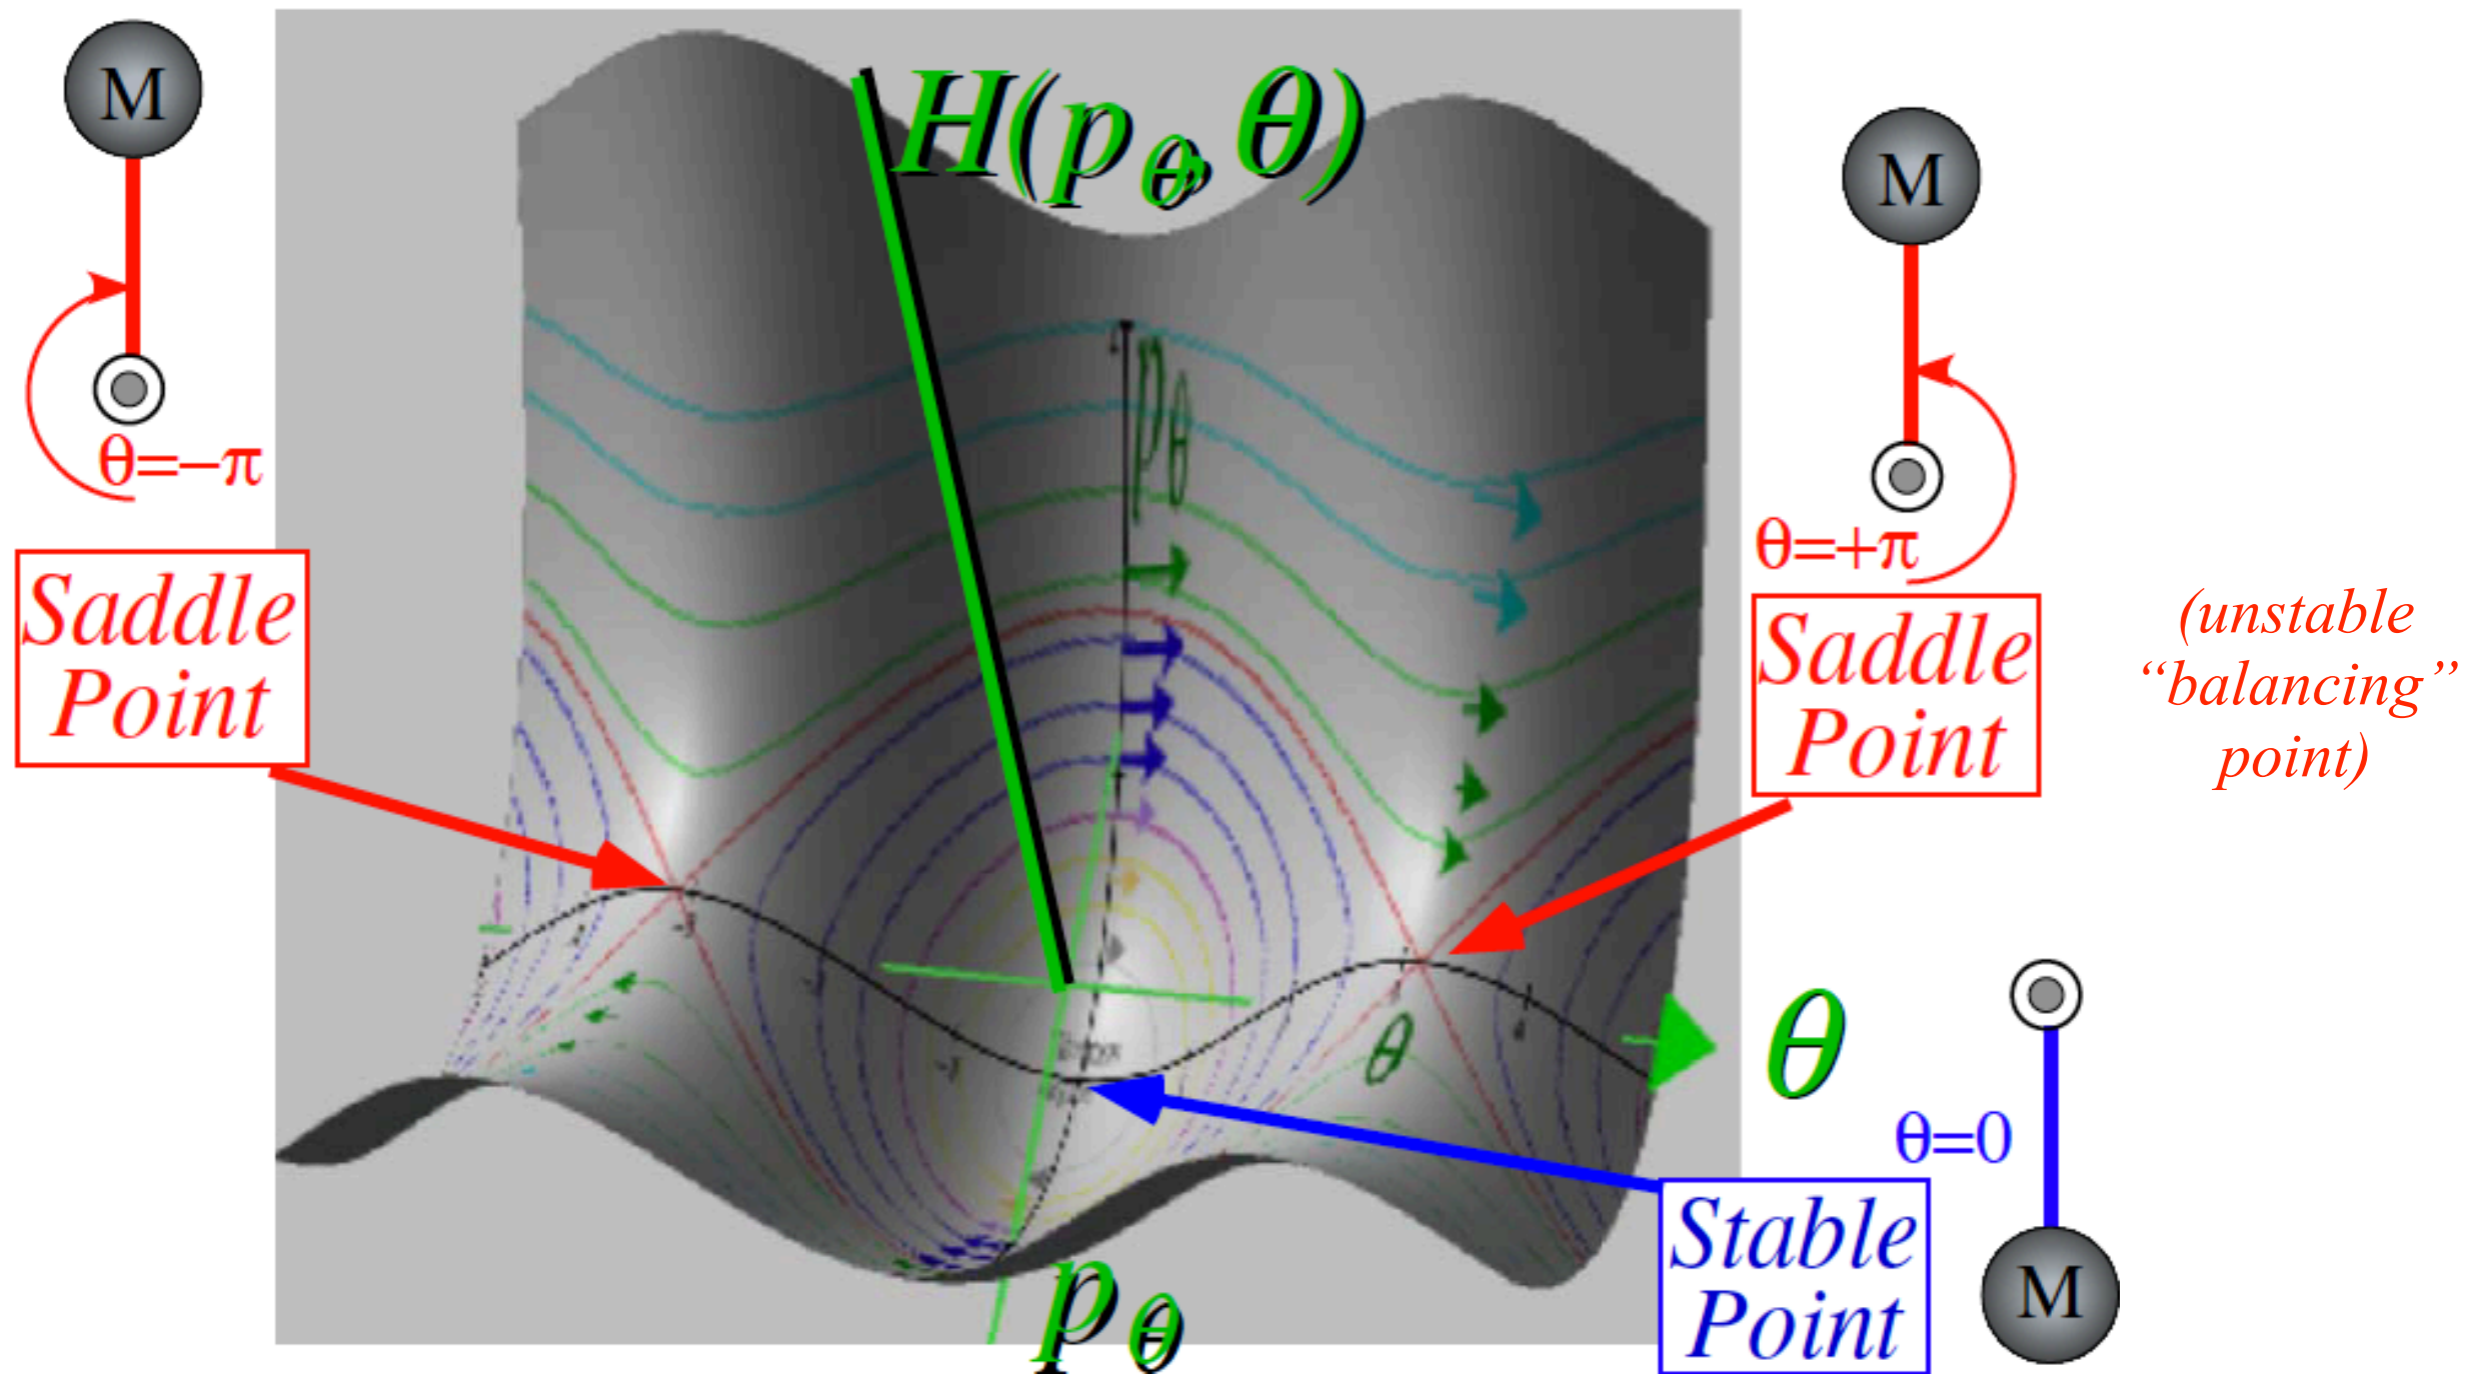 M
H(pθ, θ)
M
pθ
θ=−π
θ=+π
Saddle
Point
Saddle
Point
(unstable
“balancing”
point)
θ
θ
θ=0
Stable
Point
M
pθ